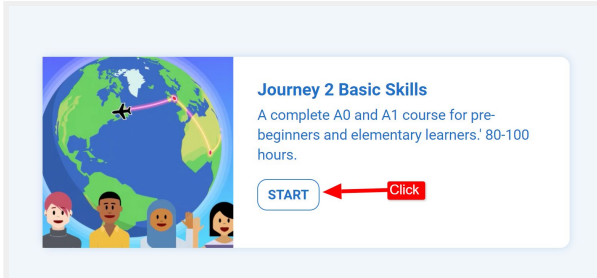 Journey 2 Basic Skills
A complete A0 and A1 course for pre-
beginners and elementary learners.' 80-100
hours.
START
Click